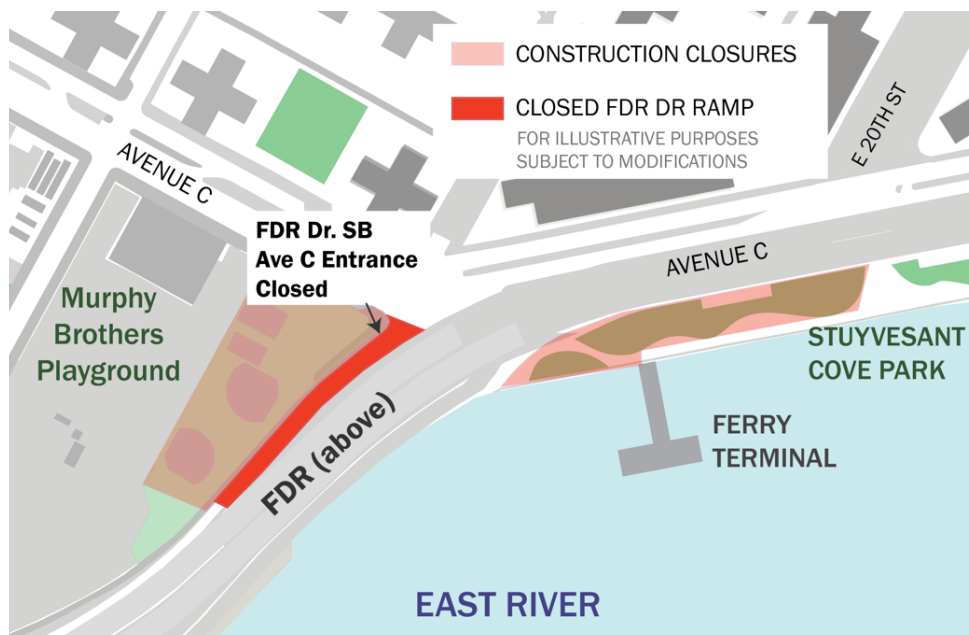 CONSTRUCTION CLOSURES
CLOSED FDR DR RAMP
FOR ILLUSTRATIVE PURPOSES
SUBJECT TO MODIFICATIONS
E 20TH ST
AVENUE C
FDR Dr. SB
Ave C Entrance
Closed
AVENUE C
Murphy
Brothers
Playground
STUYVESANT
COVE PARK
FDR (above)
FERRY
TERMINAL
EAST RIVER